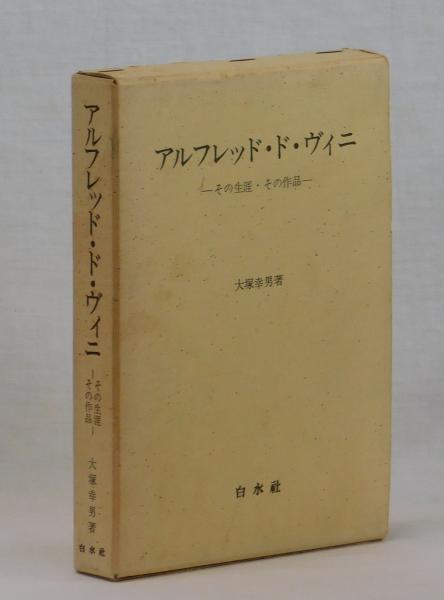 アルフレッド・ド・ヴィニ
―その生涯・その作品―
大塚幸男著
白水社
アルフレッド・ド・ヴィニ
―その生涯・
その作品―
大塚幸男著
白水社